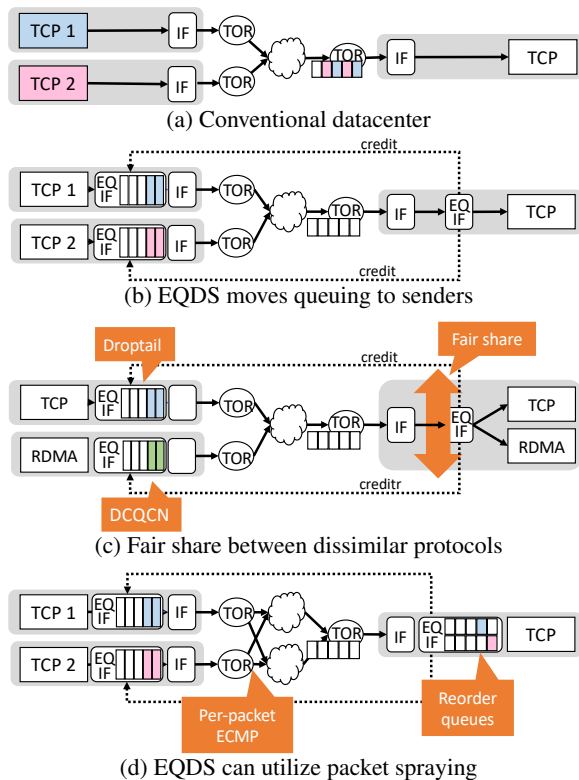 TCP 1 IF TOR
TOR IF TCP
TCP 2 IF TOR
(a) Conventional datacenter
credit
TCP 1 EQ IF IF TOR
TOR IF EQ IF TCP
TCP 2 EQ IF IF TOR
credit
(b) EQDS moves queuing to senders
Droptail
Fair share
credit
TCP EQ IF TOR
TOR IF EQ IF TCP
RDMA EQ IF TOR
RDMA
creditr
DCQCN
(c) Fair share between dissimilar protocols
TCP 1 EQ IF IF TOR
TOR IF EQ IF TCP
TCP 2 EQ IF IF TOR
Per-packet
ECMP
Reorder
queues
(d) EQDS can utilize packet spraying